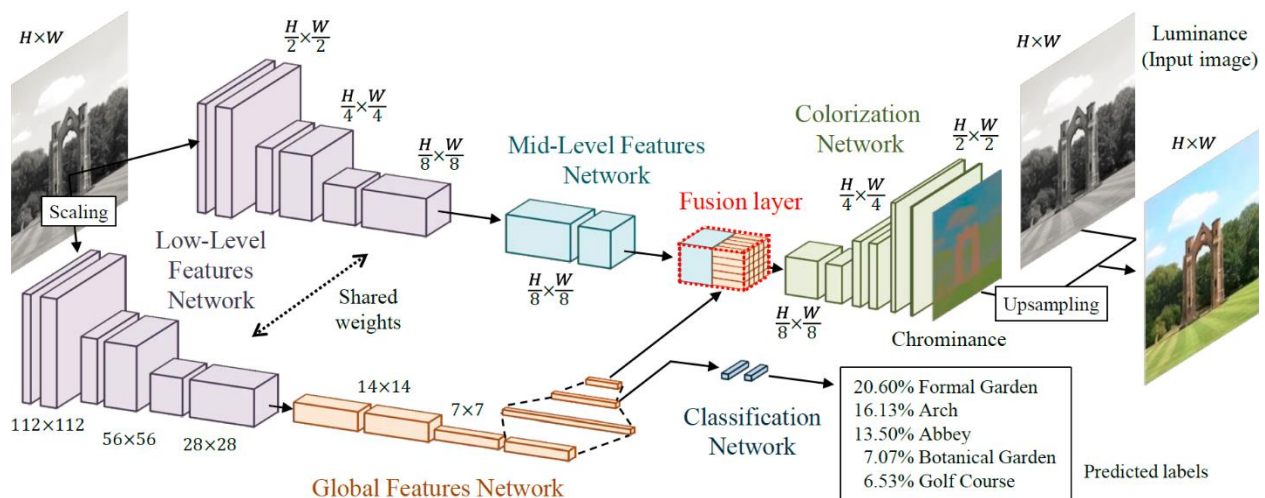 H×W
Scaling
H/2×W/2
H/4×W/4
H/8×W/8
Low-Level
Features
Network
Shared
weights
112×112
56×56
28×28
Mid-Level Features
Network
H/8×W/8
Fusion layer
14×14
7×7
Global Features Network
Colorization
Network
H/8×W/8
H/4×W/4
H/2×W/2
Chrominance
Classification
Network
20.60% Formal Garden
16.13% Arch
13.50% Abbey
7.07% Botanical Garden
6.53% Golf Course
Predicted labels
H×W
Luminance
(Input image)
Upsampling
H×W